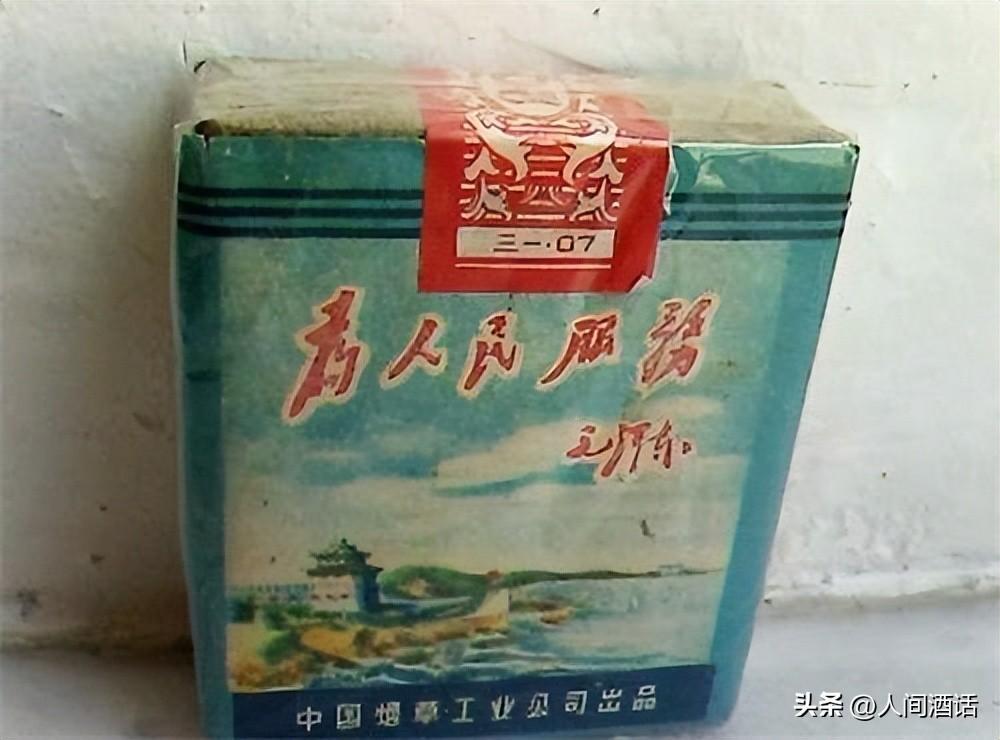 三一·07
为人民服务
毛泽东
中国烟草工业公司出品
头条 @人间酒话